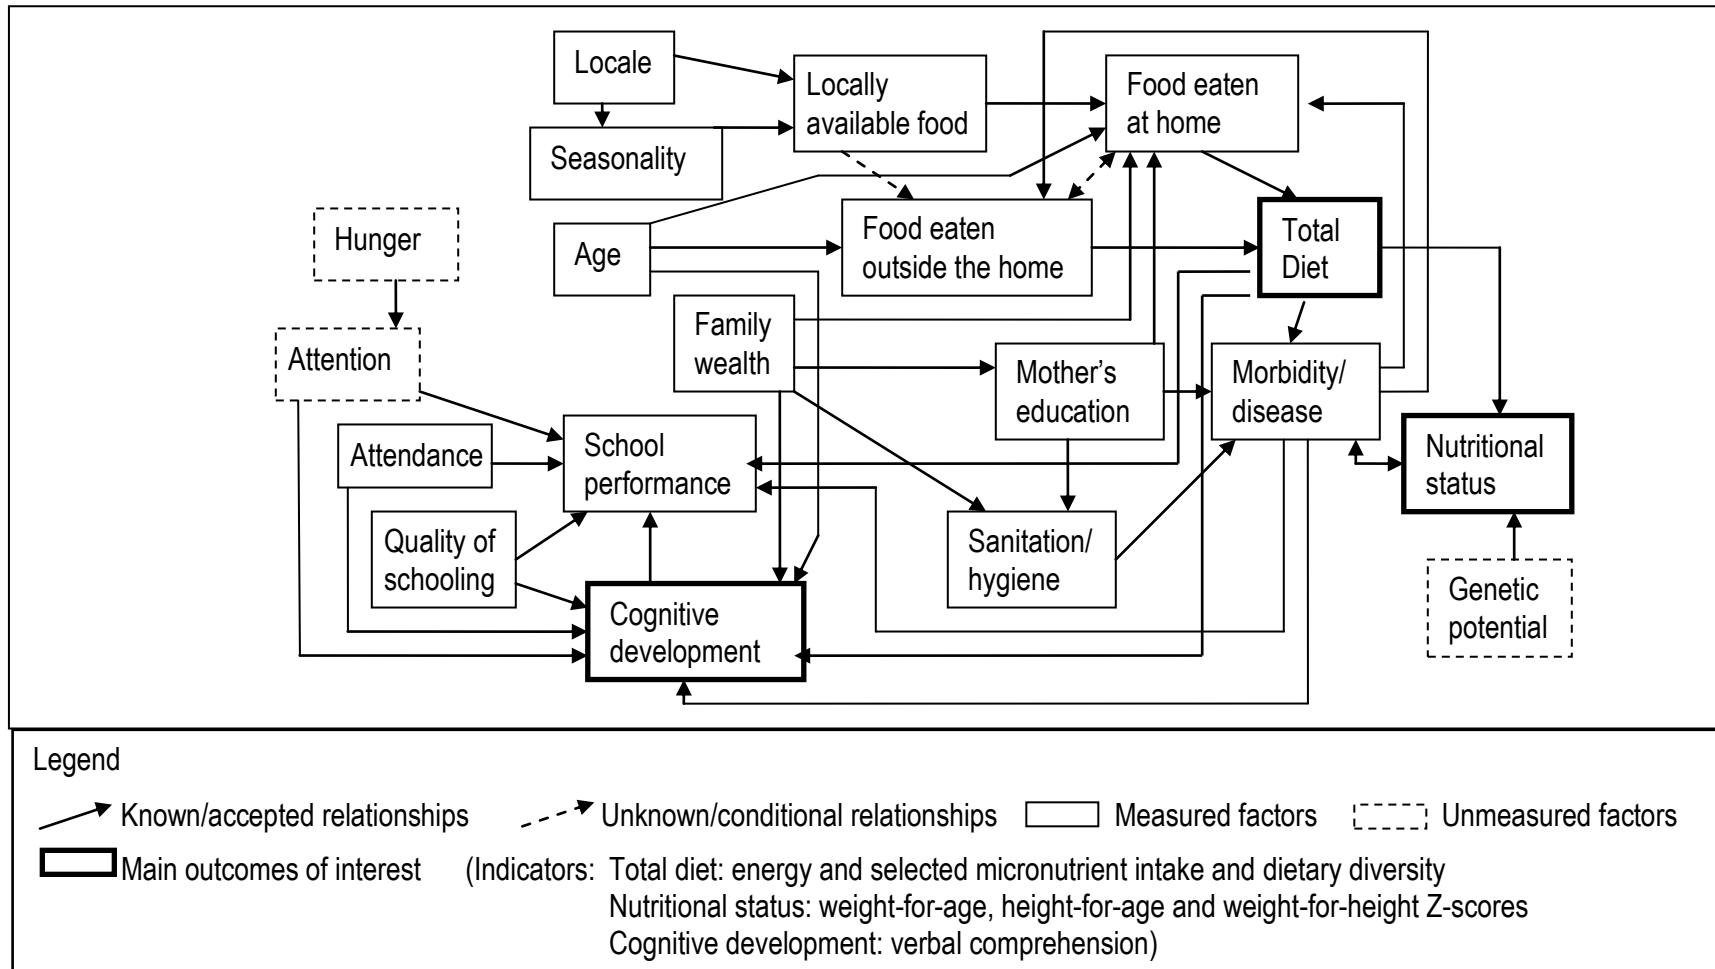 Locale
Locally
available food
Food eaten
at home
Seasonality
Hunger
Age
Food eaten
outside the home
Total
Diet
Attention
Family
wealth
Mother's
education
Morbidity/
disease
Attendance
School
performance
Nutritional
status
Quality of
schooling
Sanitation/
hygiene
Genetic
potential
Cognitive
development
Legend
Known/accepted relationships
Unknown/conditional relationships
Measured factors
Unmeasured factors
Main outcomes of interest
(Indicators: Total diet: energy and selected micronutrient intake and dietary diversity
Nutritional status: weight-for-age, height-for-age and weight-for-height Z-scores
Cognitive development: verbal comprehension)